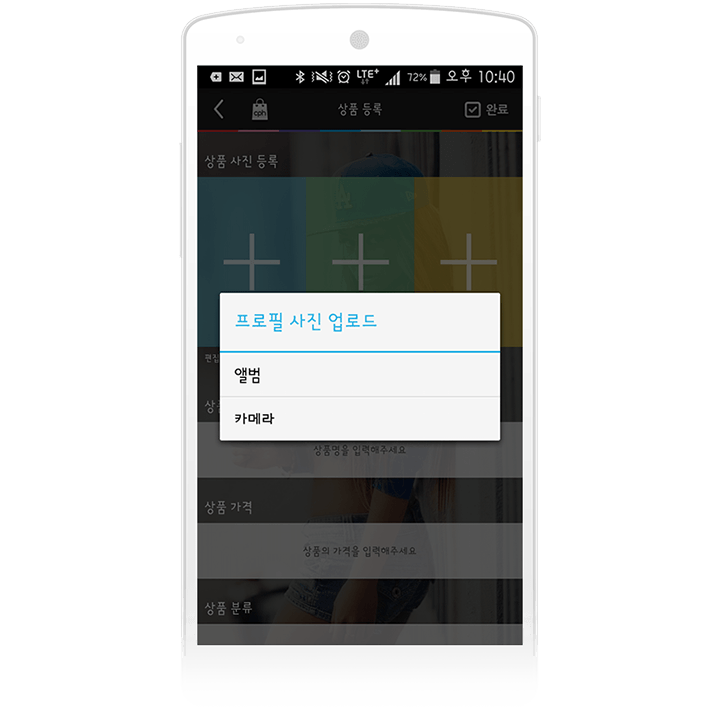 LTE+ 72% 오후 10:40
상품 등록
완료
상품 사진 등록
프로필 사진 업로드
앨범
카메라
편집
상품
상품명을 입력해주세요
상품 가격
상품의 가격을 입력해주세요
상품 분류